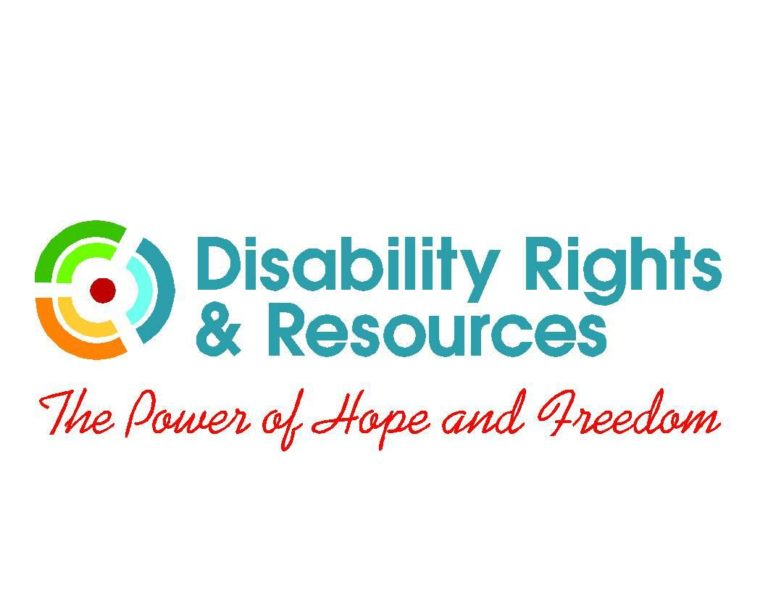 Disability Rights
& Resources
The Power of Hope and Freedom